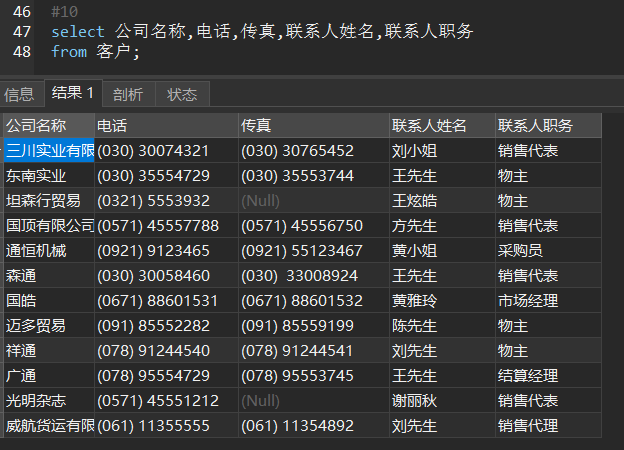 46 #10
47 select 公司名称,电话,传真,联系人姓名,联系人职务
48 from 客户;
信息 结果 1 剖析 状态
公司名称 电话 传真 联系人姓名 联系人职务
三川实业有限 (030) 30074321 (030) 30765452 刘小姐 销售代表
东南实业 (030) 35554729 (030) 35553744 王先生 物主
坦森行贸易 (0321) 5553932 (Null) 王炫皓 物主
国顶有限公司 (0571) 45557788 (0571) 45556750 方先生 销售代表
通恒机械 (0921) 9123465 (0921) 55123467 黄小姐 采购员
森通 (030) 30058460 (030)  33008924 王先生 销售代表
国皓 (0671) 88601531 (0671) 88601532 黄雅玲 市场经理
迈多贸易 (091) 85552282 (091) 85559199 陈先生 物主
祥通 (078) 91244540 (078) 91244541 刘先生 物主
广通 (078) 95554729 (078) 95553745 王先生 结算经理
光明杂志 (0571) 45551212 (Null) 谢丽秋 销售代表
威航货运有限 (061) 11355555 (061) 11354892 刘先生 销售代理